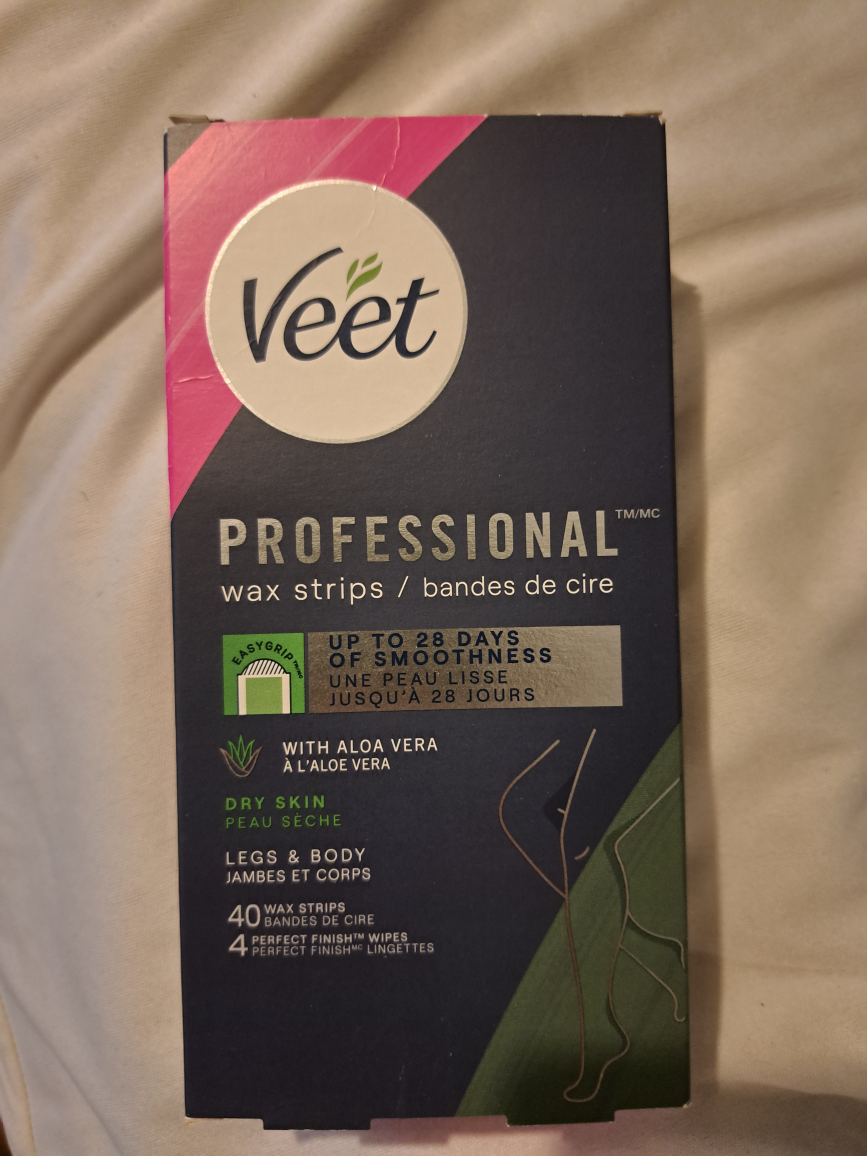 Veet
PROFESSIONAL™/MC
wax strips / bandes de cire
EASYGRIP TM/MC
UP TO 28 DAYS
OF SMOOTHNESS
UNE PEAU LISSE
JUSQU'À 28 JOURS
WITH ALOA VERA
À L'ALOE VERA
DRY SKIN
PEAU SÈCHE
LEGS & BODY
JAMBES ET CORPS
40 WAX STRIPS
BANDES DE CIRE
4 PERFECT FINISH™ WIPES
PERFECT FINISHᴹᶜ LINGETTES